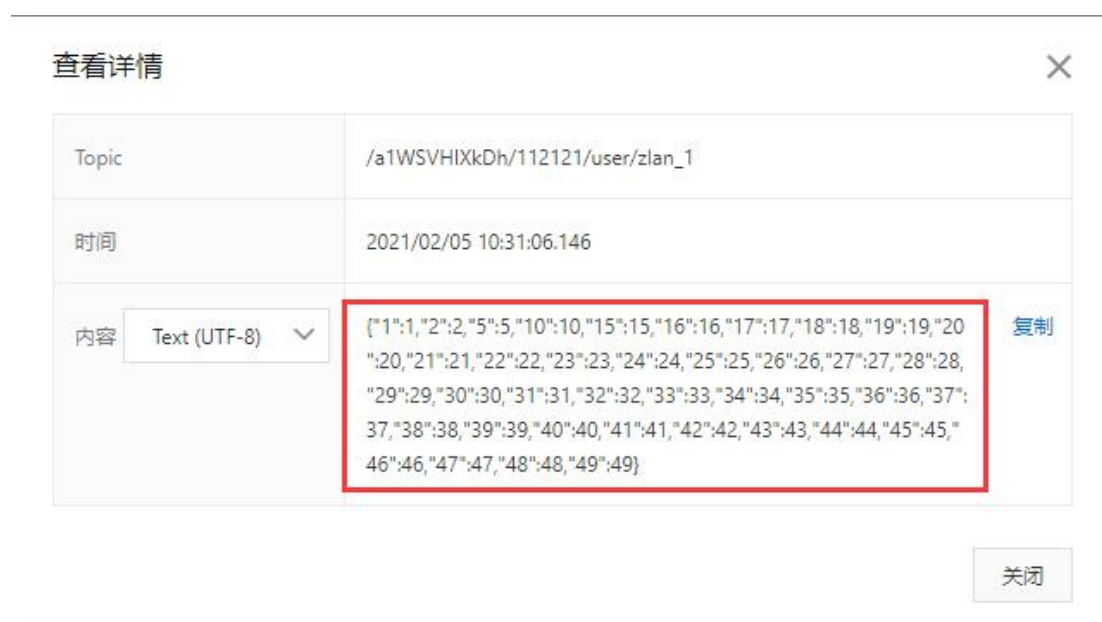 查看详情
Topic
/a1WSVHIXkDh/112121/user/zlan_1
时间
2021/02/05 10:31:06.146
内容
Text (UTF-8)
{"1":1,"2":2,"5":5,"10":10,"15":15,"16":16,"17":17,"18":18,"19":19,"20
":20,"21":21,"22":22,"23":23,"24":24,"25":25,"26":26,"27":27,"28":28,
"29":29,"30":30,"31":31,"32":32,"33":33,"34":34,"35":35,"36":36,"37":
37,"38":38,"39":39,"40":40,"41":41,"42":42,"43":43,"44":44,"45":45,"
46":46,"47":47,"48":48,"49":49}
复制
关闭